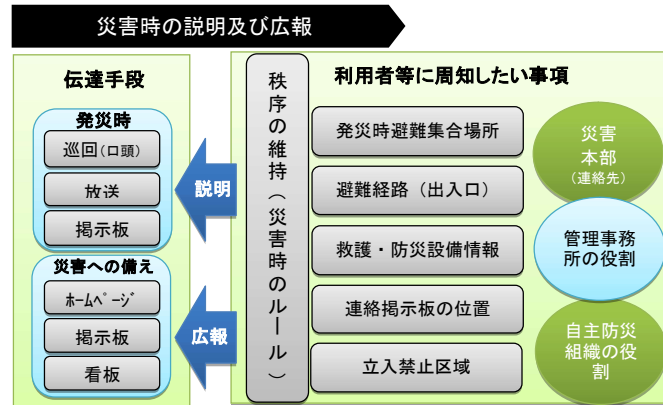 災害時の説明及び広報
伝達手段
発災時
巡回(口頭)
放送
掲示板
災害への備え
ﾎｰﾑﾍﾟｰｼﾞ
掲示板
看板
説明
広報
秩序の維持(災害時のルール)
利用者等に周知したい事項
発災時避難集合場所
避難経路(出入口)
救護・防災設備情報
連絡掲示板の位置
立入禁止区域
災害
本部
(連絡先)
管理事務
所の役割
自主防災
組織の役
割